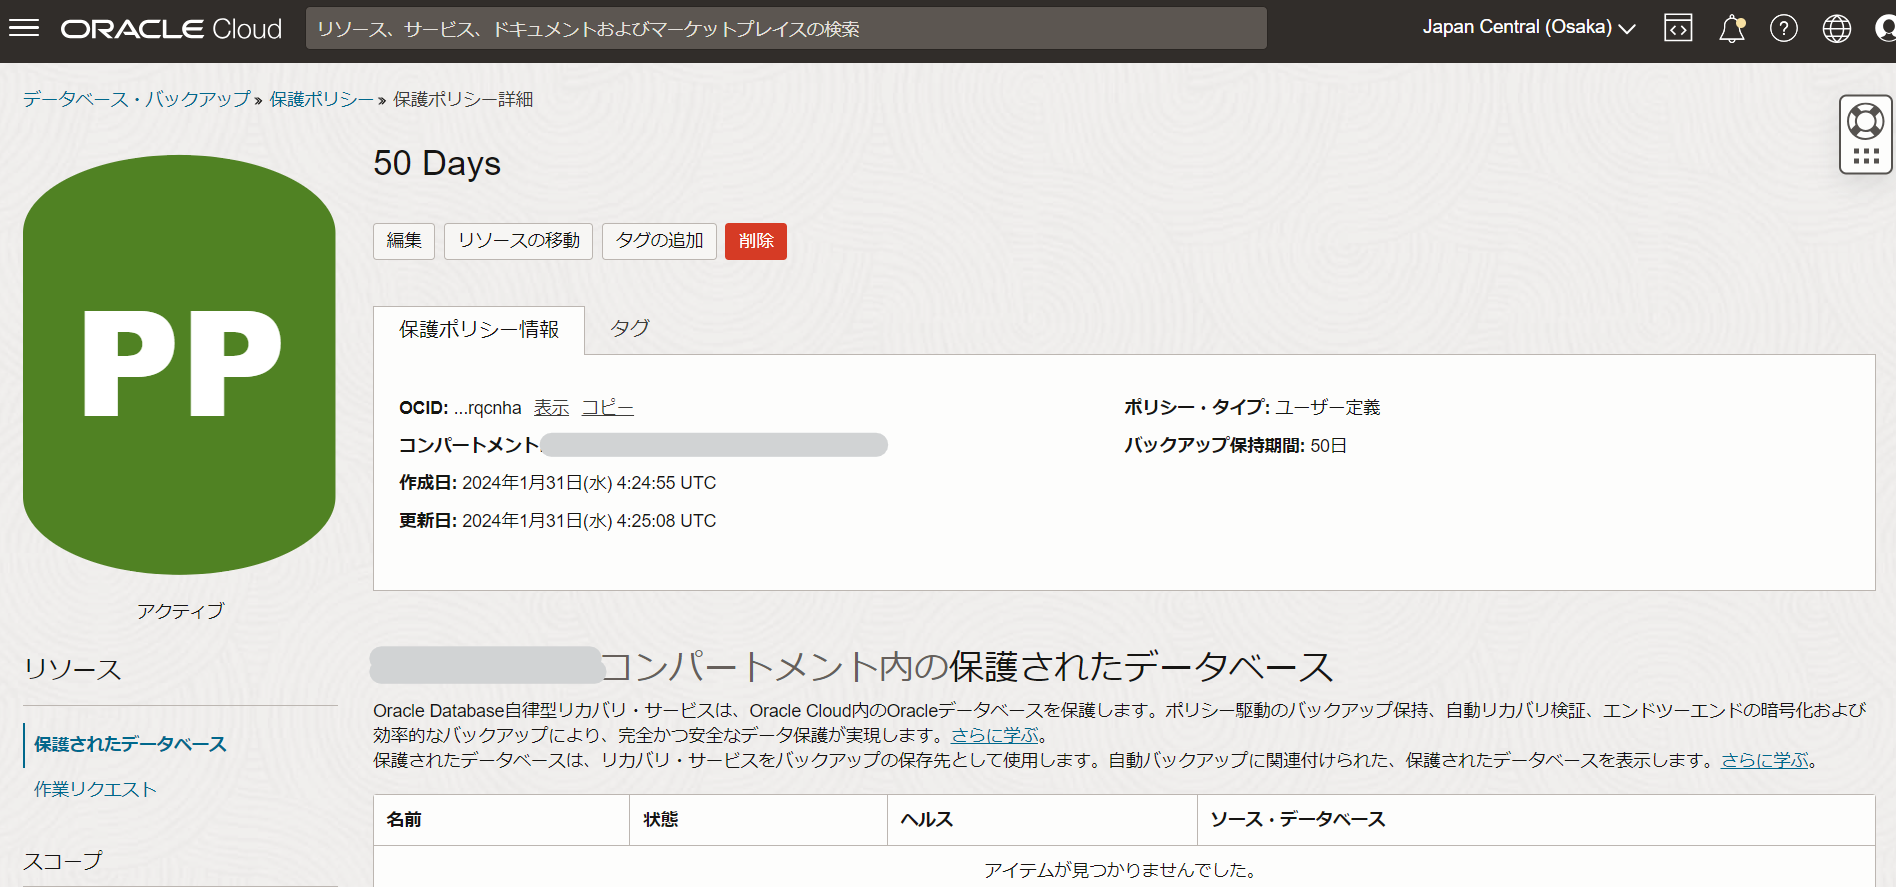 ORACLE Cloud
リソース、サービス、ドキュメントおよびマーケットプレイスの検索
Japan Central (Osaka)
データベース・バックアップ » 保護ポリシー » 保護ポリシー詳細
PP
アクティブ
50 Days
編集 リソースの移動 タグの追加 削除
保護ポリシー情報 タグ
OCID: ...rqcnha 表示 コピー
コンパートメント
作成日: 2024年1月31日(水) 4:24:55 UTC
更新日: 2024年1月31日(水) 4:25:08 UTC
ポリシー・タイプ: ユーザー定義
バックアップ保持期間: 50日
リソース
保護されたデータベース
作業リクエスト
スコープ
コンパートメント内の保護されたデータベース
Oracle Database自律型リカバリ・サービスは、Oracle Cloud内のOracleデータベースを保護します。ポリシー駆動のバックアップ保持、自動リカバリ検証、エンドツーエンドの暗号化および
効率的なバックアップにより、完全かつ安全なデータ保護が実現します。さらに学ぶ。
保護されたデータベースは、リカバリ・サービスをバックアップの保存先として使用します。自動バックアップに関連付けられた、保護されたデータベースを表示します。さらに学ぶ。
名前 状態 ヘルス ソース・データベース
アイテムが見つかりませんでした。